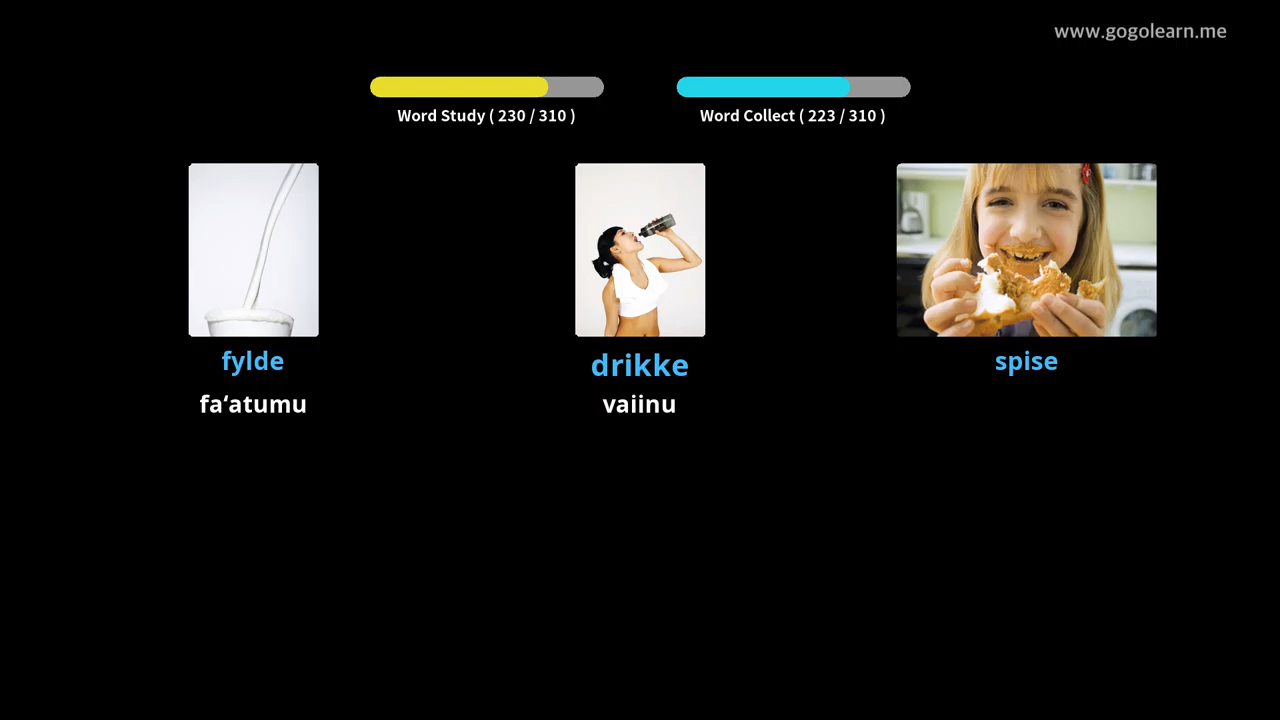 www.gogolearn.me
Word Study ( 230 / 310 )
Word Collect ( 223 / 310 )
fylde
drikke
spise
fa‘atumu
vaiinu